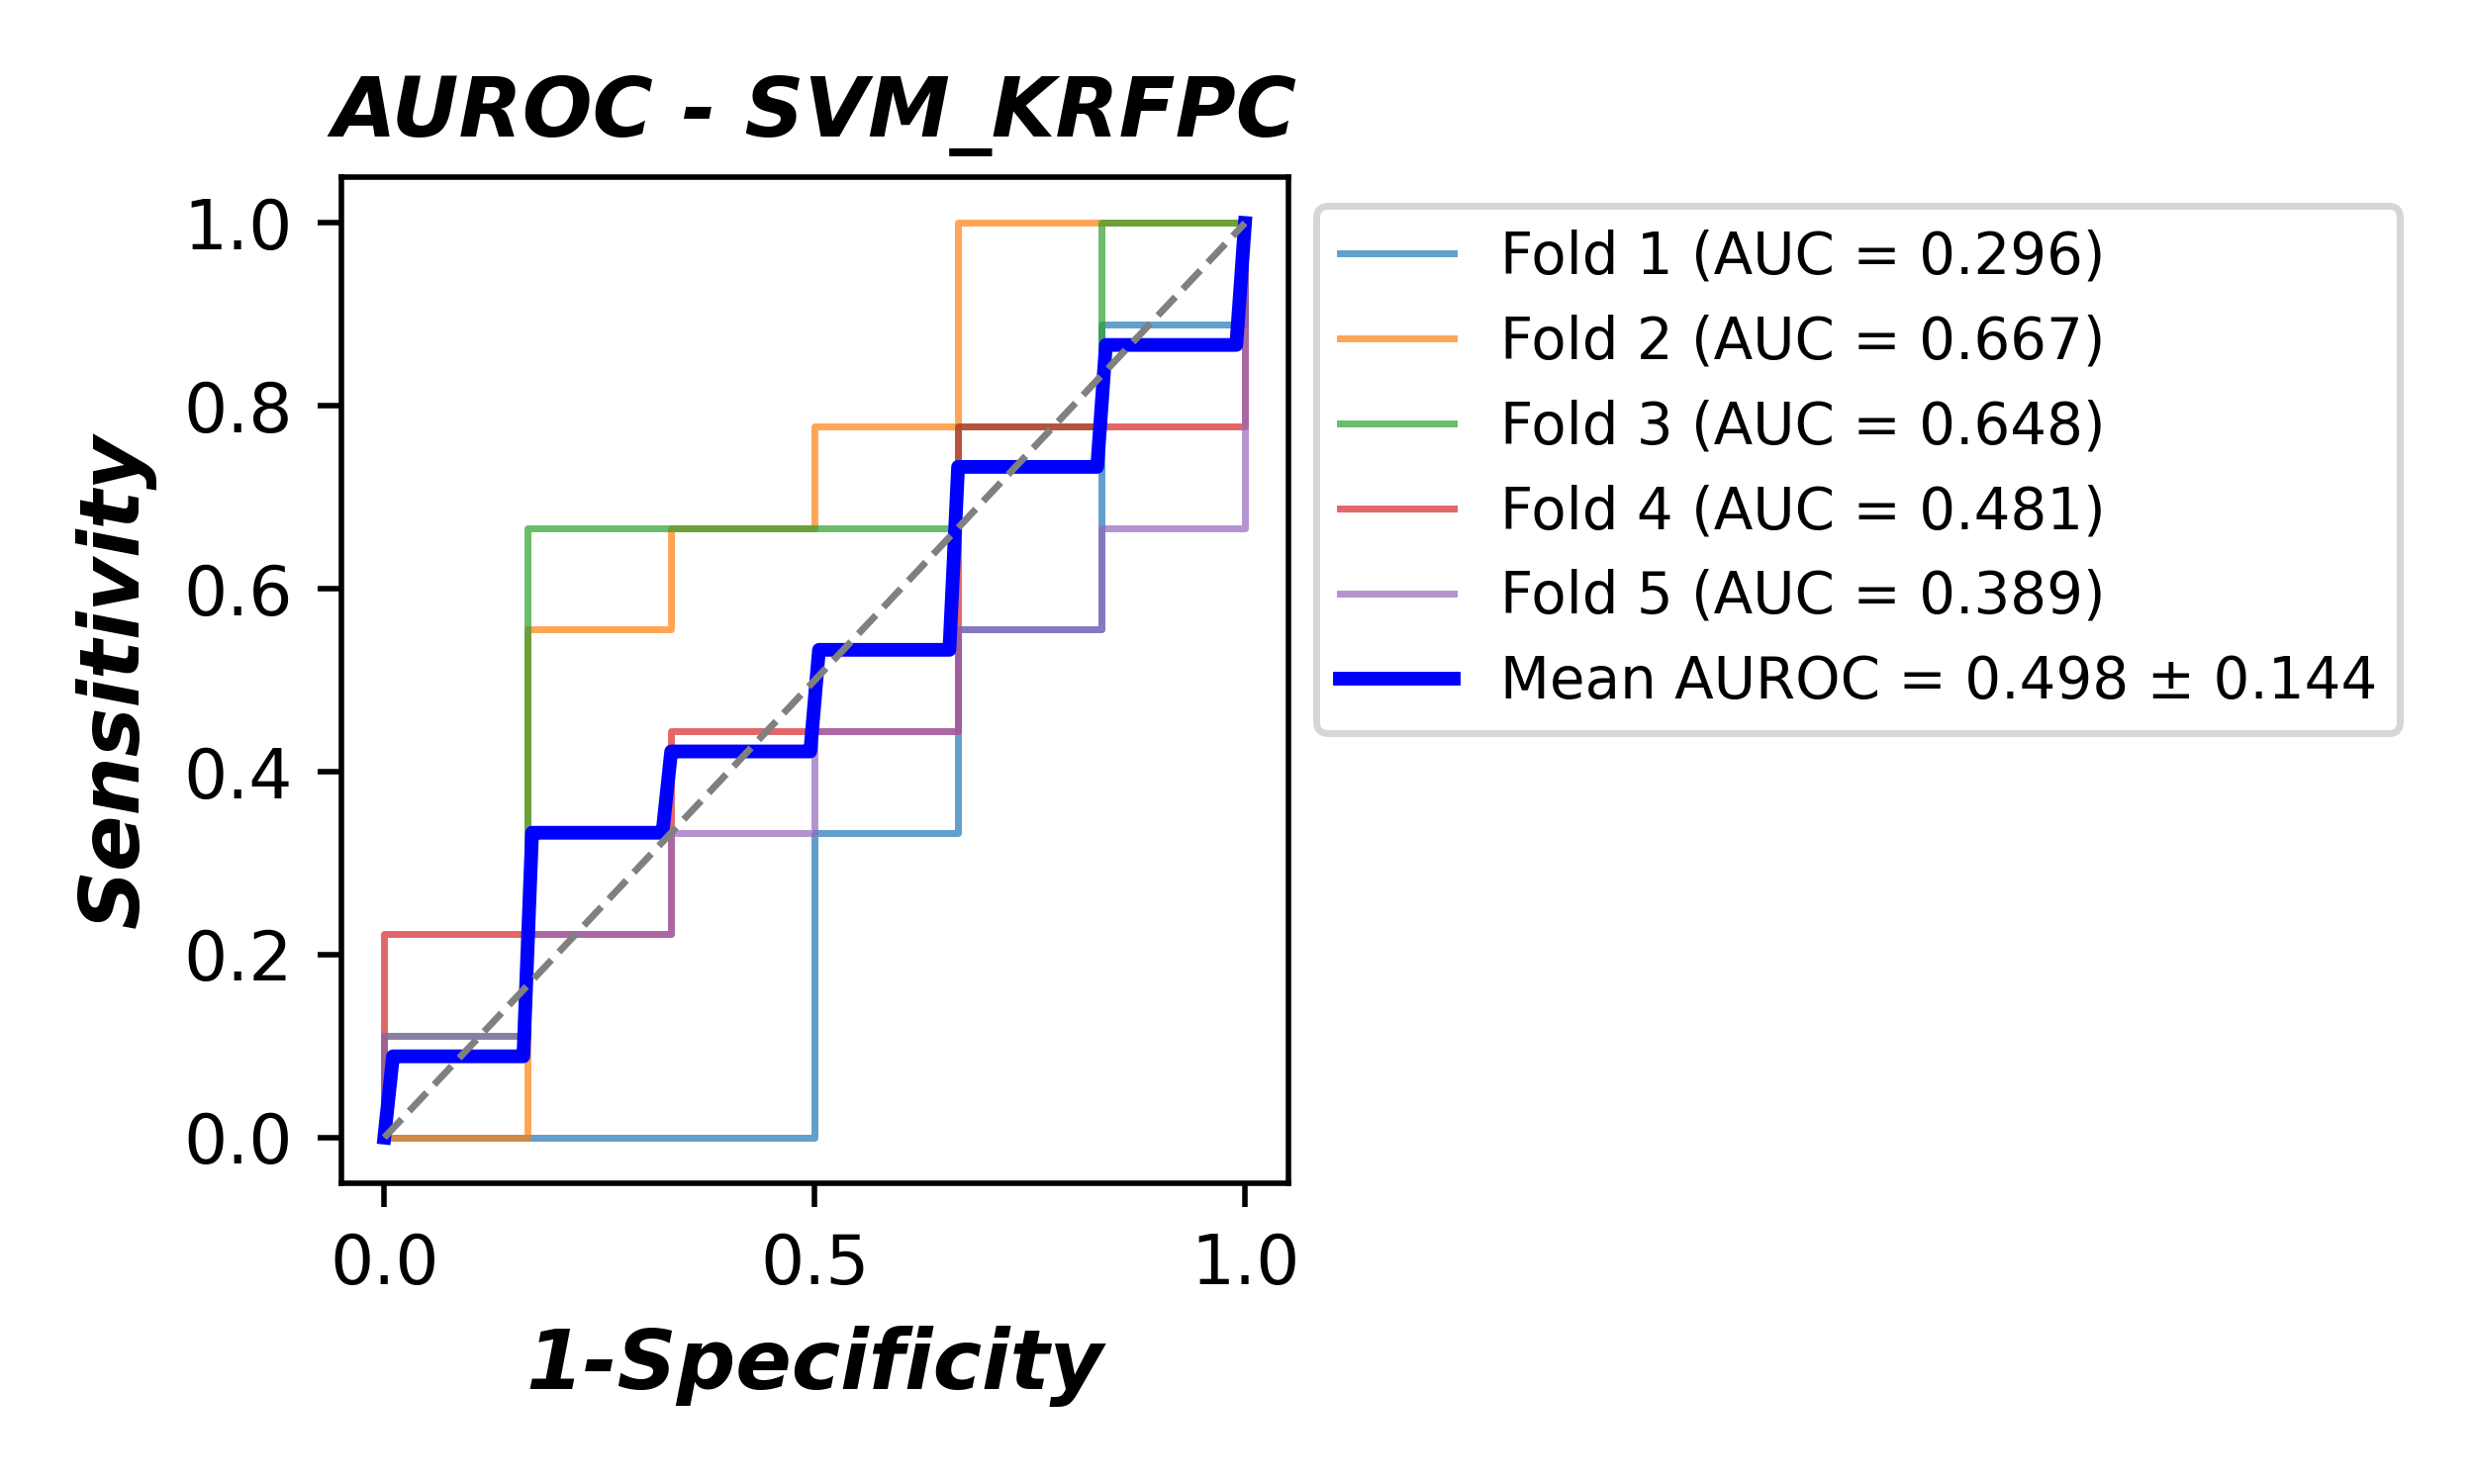 AUROC - SVM_KRFPC
Sensitivity
1.0
0.8
0.6
0.4
0.2
0.0
0.0 0.5 1.0
1-Specificity
Fold 1 (AUC = 0.296)
Fold 2 (AUC = 0.667)
Fold 3 (AUC = 0.648)
Fold 4 (AUC = 0.481)
Fold 5 (AUC = 0.389)
Mean AUROC = 0.498 ± 0.144